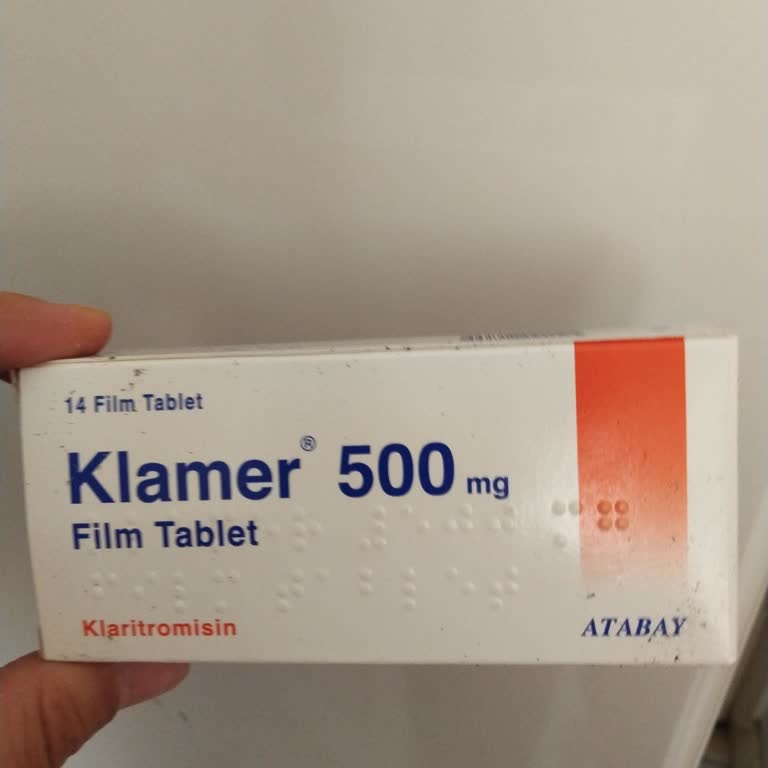 14 Film Tablet
Klamer® 500 mg
Film Tablet
Klaritromisin
ATABAY